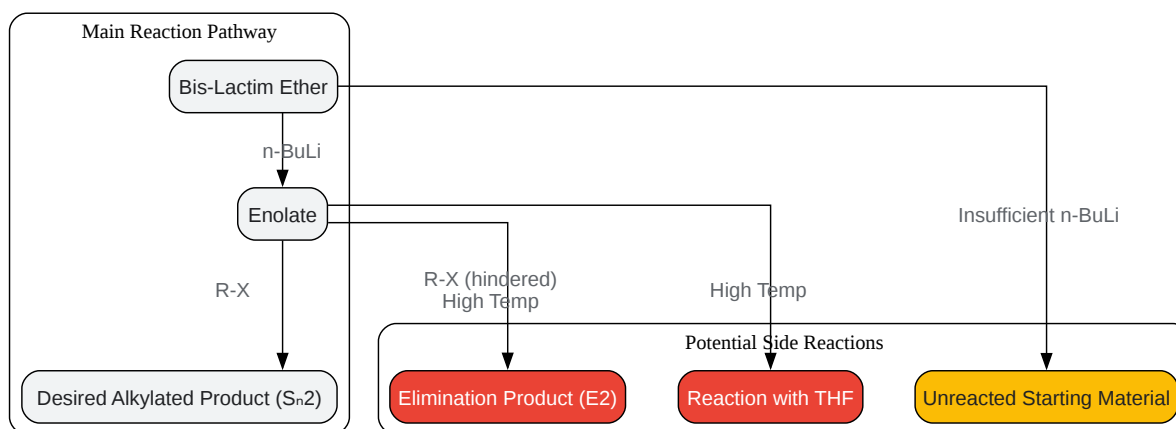 Main Reaction Pathway
Bis-Lactim Ether
n-BuLi
Enolate
Insufficient n-BuLi
R-X
R-X (hindered)
High Temp
High Temp
Potential Side Reactions
Desired Alkylated Product (Sₙ2)
Elimination Product (E2)
Reaction with THF
Unreacted Starting Material